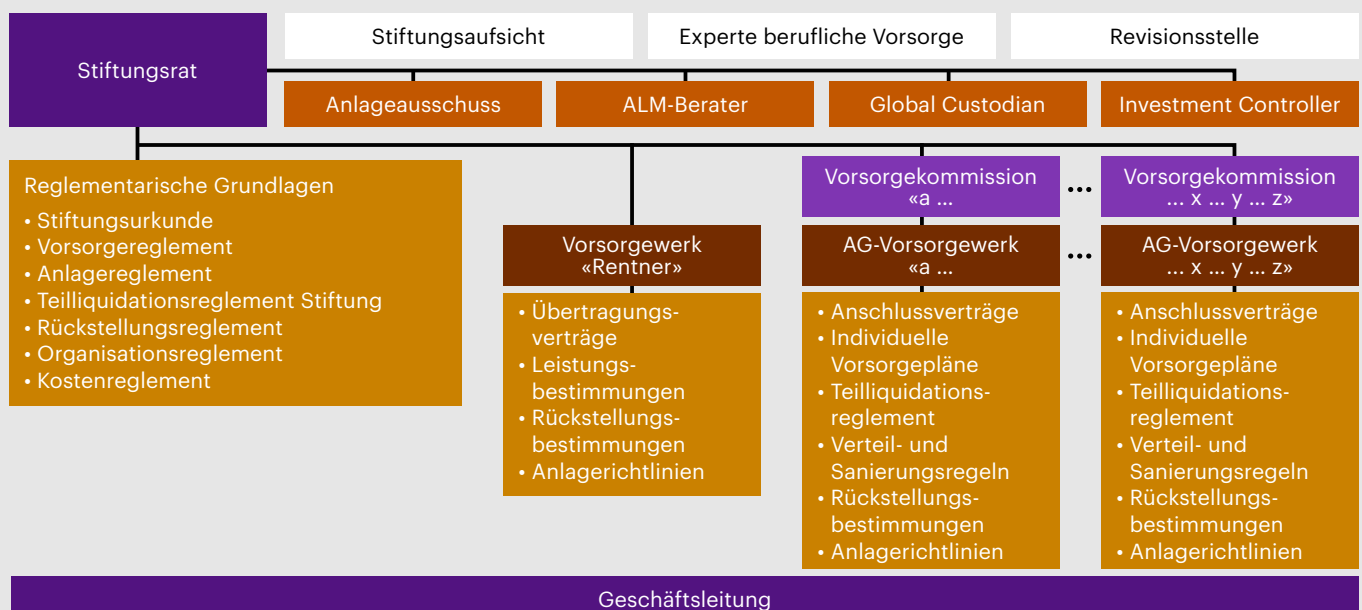 Stiftungsrat
Stiftungsaufsicht
Experte berufliche Vorsorge
Revisionsstelle
Anlageausschuss
ALM-Berater
Global Custodian
Investment Controller
Reglementarische Grundlagen
• Stiftungsurkunde
• Vorsorgereglement
• Anlagereglement
• Teilliquidationsreglement Stiftung
• Rückstellungsreglement
• Organisationsreglement
• Kostenreglement
Vorsorgewerk
«Rentner»
• Übertragungs-
verträge
• Leistungs-
bestimmungen
• Rückstellungs-
bestimmungen
• Anlagerichtlinien
Vorsorgekommission
«a ...
AG-Vorsorgewerk
«a ...
• Anschlussverträge
• Individuelle
Vorsorgepläne
• Teilliquidations-
reglement
• Verteil- und
Sanierungsregeln
• Rückstellungs-
bestimmungen
• Anlagerichtlinien
...
...
Vorsorgekommission
... x ... y ... z»
AG-Vorsorgewerk
... x ... y ... z»
• Anschlussverträge
• Individuelle
Vorsorgepläne
• Teilliquidations-
reglement
• Verteil- und
Sanierungsregeln
• Rückstellungs-
bestimmungen
• Anlagerichtlinien
Geschäftsleitung